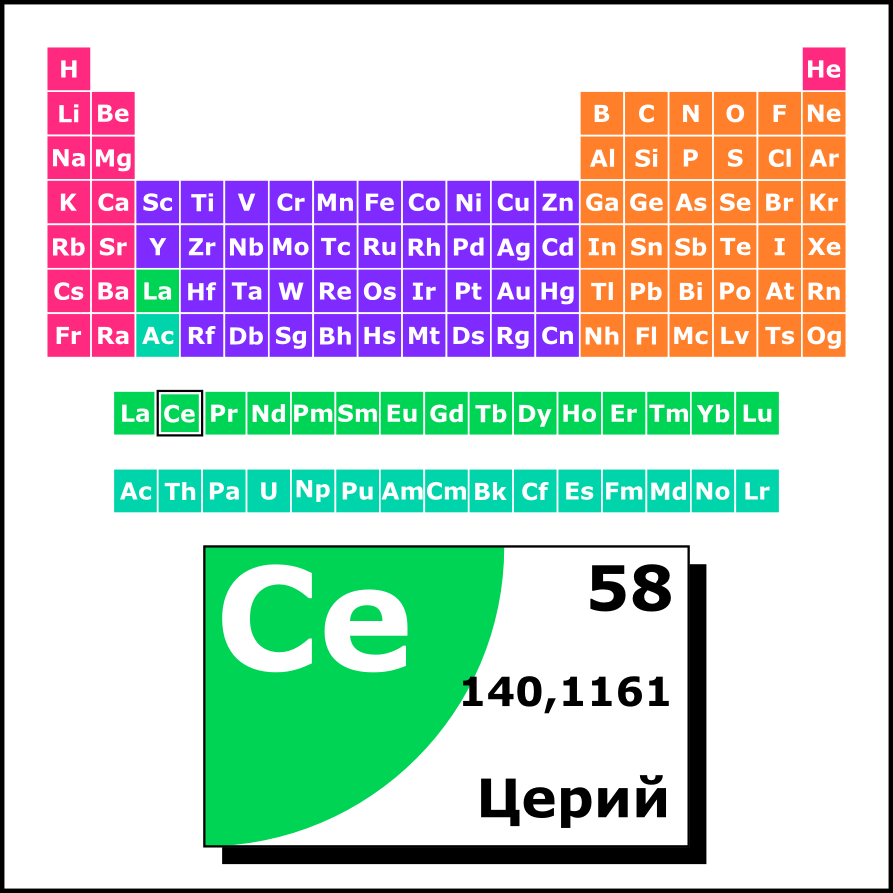 H He
Li Be B C N O F Ne
Na Mg Al Si P S Cl Ar
K Ca Sc Ti V Cr Mn Fe Co Ni Cu Zn Ga Ge As Se Br Kr
Rb Sr Y Zr Nb Mo Tc Ru Rh Pd Ag Cd In Sn Sb Te I Xe
Cs Ba La Hf Ta W Re Os Ir Pt Au Hg Tl Pb Bi Po At Rn
Fr Ra Ac Rf Db Sg Bh Hs Mt Ds Rg Cn Nh Fl Mc Lv Ts Og
La Ce Pr Nd Pm Sm Eu Gd Tb Dy Ho Er Tm Yb Lu
Ac Th Pa U Np Pu Am Cm Bk Cf Es Fm Md No Lr
Ce 58
140,1161
Церий